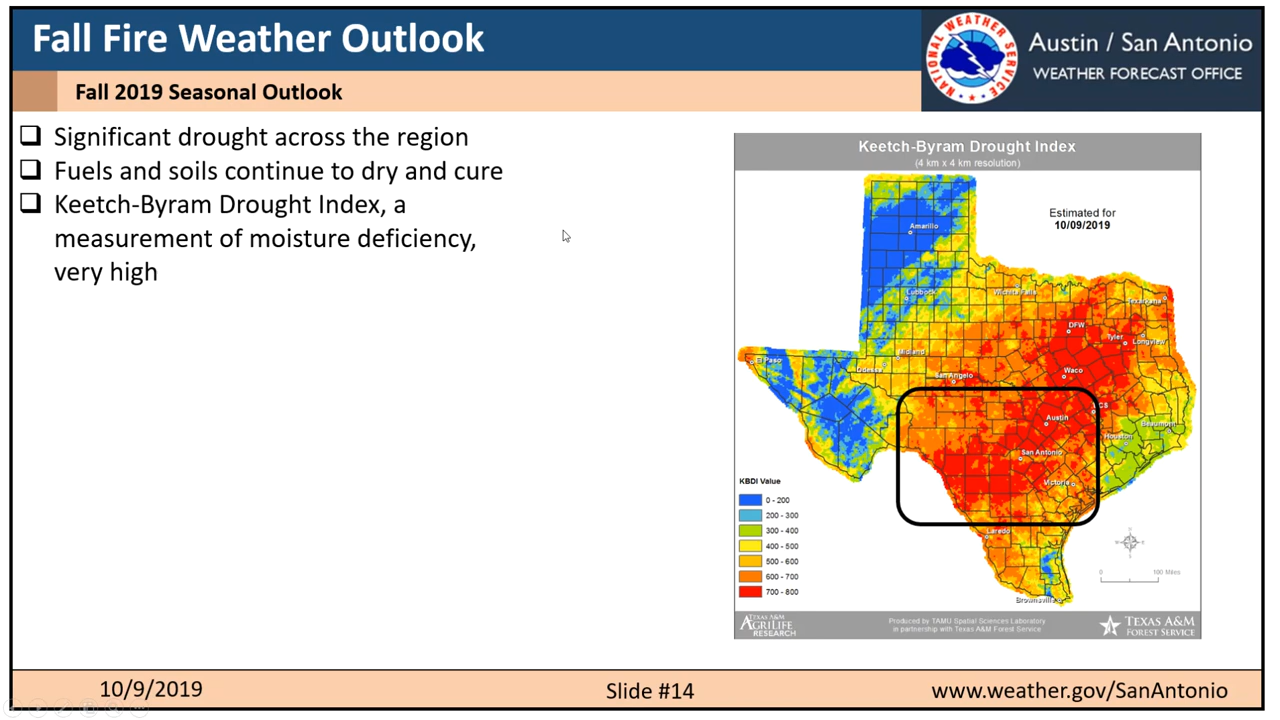 Fall Fire Weather Outlook
NATIONAL WEATHER SERVICE
Austin / San Antonio
WEATHER FORECAST OFFICE
Fall 2019 Seasonal Outlook
Significant drought across the region
Fuels and soils continue to dry and cure
Keetch-Byram Drought Index, a
measurement of moisture deficiency,
very high
Keetch-Byram Drought Index
(4 km x 4 km resolution)
Estimated for
10/09/2019
Amarillo
Lubbock
Wichita Falls
Texarkana
DFW
Tyler
Longview
El Paso
Midland
Odessa
San Angelo
Waco
BCS
Austin
Beaumont
Houston
San Antonio
Victoria
Laredo
Brownsville
KBDI Value
0 - 200
200 - 300
300 - 400
400 - 500
500 - 600
600 - 700
700 - 800
N
W
E
S
0 100 Miles
TEXAS A&M
AGRILIFE
RESEARCH
Produced by TAMU Spatial Sciences Laboratory
in partnership with Texas A&M Forest Service
TEXAS A&M
FOREST SERVICE
10/9/2019
Slide #14
www.weather.gov/SanAntonio